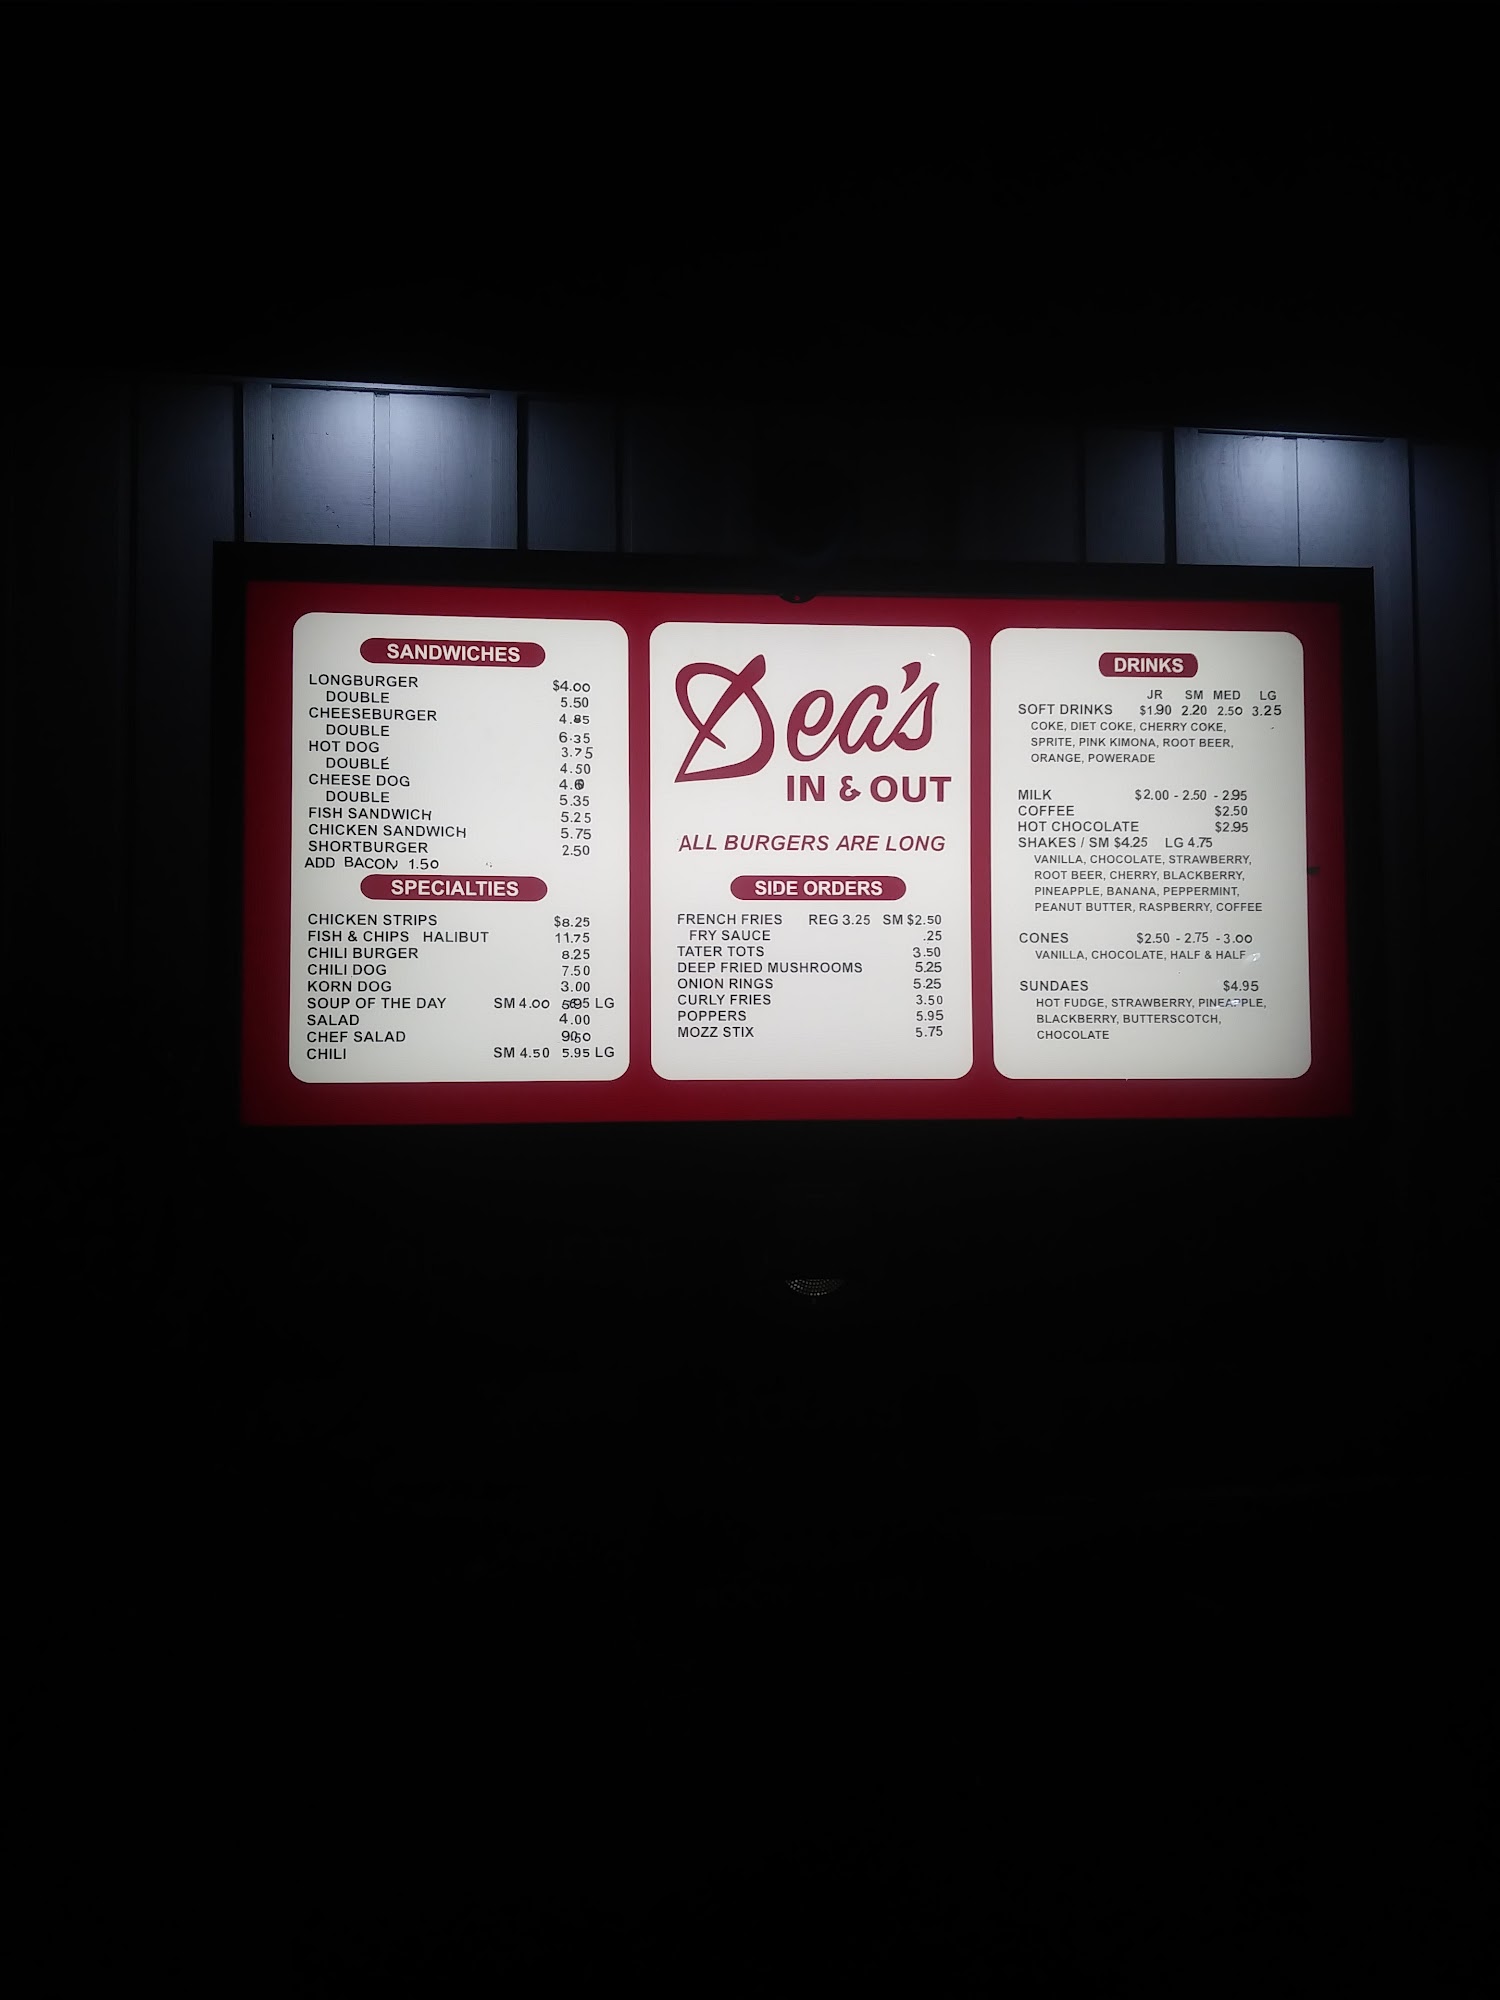 SANDWICHES
LONGBURGER $4.00
DOUBLE 5.50
CHEESEBURGER 4.85
DOUBLE 6.35
HOT DOG 3.75
DOUBLE 4.50
CHEESE DOG
DOUBLE 5.35
FISH SANDWICH 5.25
CHICKEN SANDWICH 5.75
SHORTBURGER 2.50
ADD BACON 1.50
SPECIALTIES
CHICKEN STRIPS $8.25
FISH & CHIPS HALIBUT 11.75
CHILI BURGER 8.25
CHILI DOG 7.50
KORN DOG 3.00
SOUP OF THE DAY SM 4.00 LG
SALAD 4.00
CHEF SALAD
CHILI SM 4.50 5.95 LG
Dea's
IN & OUT
ALL BURGERS ARE LONG
SIDE ORDERS
FRENCH FRIES REG 3.25 SM $2.50
FRY SAUCE .25
TATER TOTS 3.50
DEEP FRIED MUSHROOMS 5.25
ONION RINGS 5.25
CURLY FRIES 3.50
POPPERS 5.95
MOZZ STIX 5.75
DRINKS
JR SM MED LG
SOFT DRINKS $1.90 2.20 2.50 3.25
COKE, DIET COKE, CHERRY COKE,
SPRITE, PINK KIMONA, ROOT BEER,
ORANGE, POWERADE
MILK $2.00 - 2.50 - 2.95
COFFEE $2.50
HOT CHOCOLATE $2.95
SHAKES / SM $4.25 LG 4.75
VANILLA, CHOCOLATE, STRAWBERRY,
ROOT BEER, CHERRY, BLACKBERRY,
PINEAPPLE, BANANA, PEPPERMINT,
PEANUT BUTTER, RASPBERRY, COFFEE
CONES $2.50 - 2.75 - 3.00
VANILLA, CHOCOLATE, HALF & HALF
SUNDAES $4.95
HOT FUDGE, STRAWBERRY, PINEAPPLE,
BLACKBERRY, BUTTERSCOTCH,
CHOCOLATE